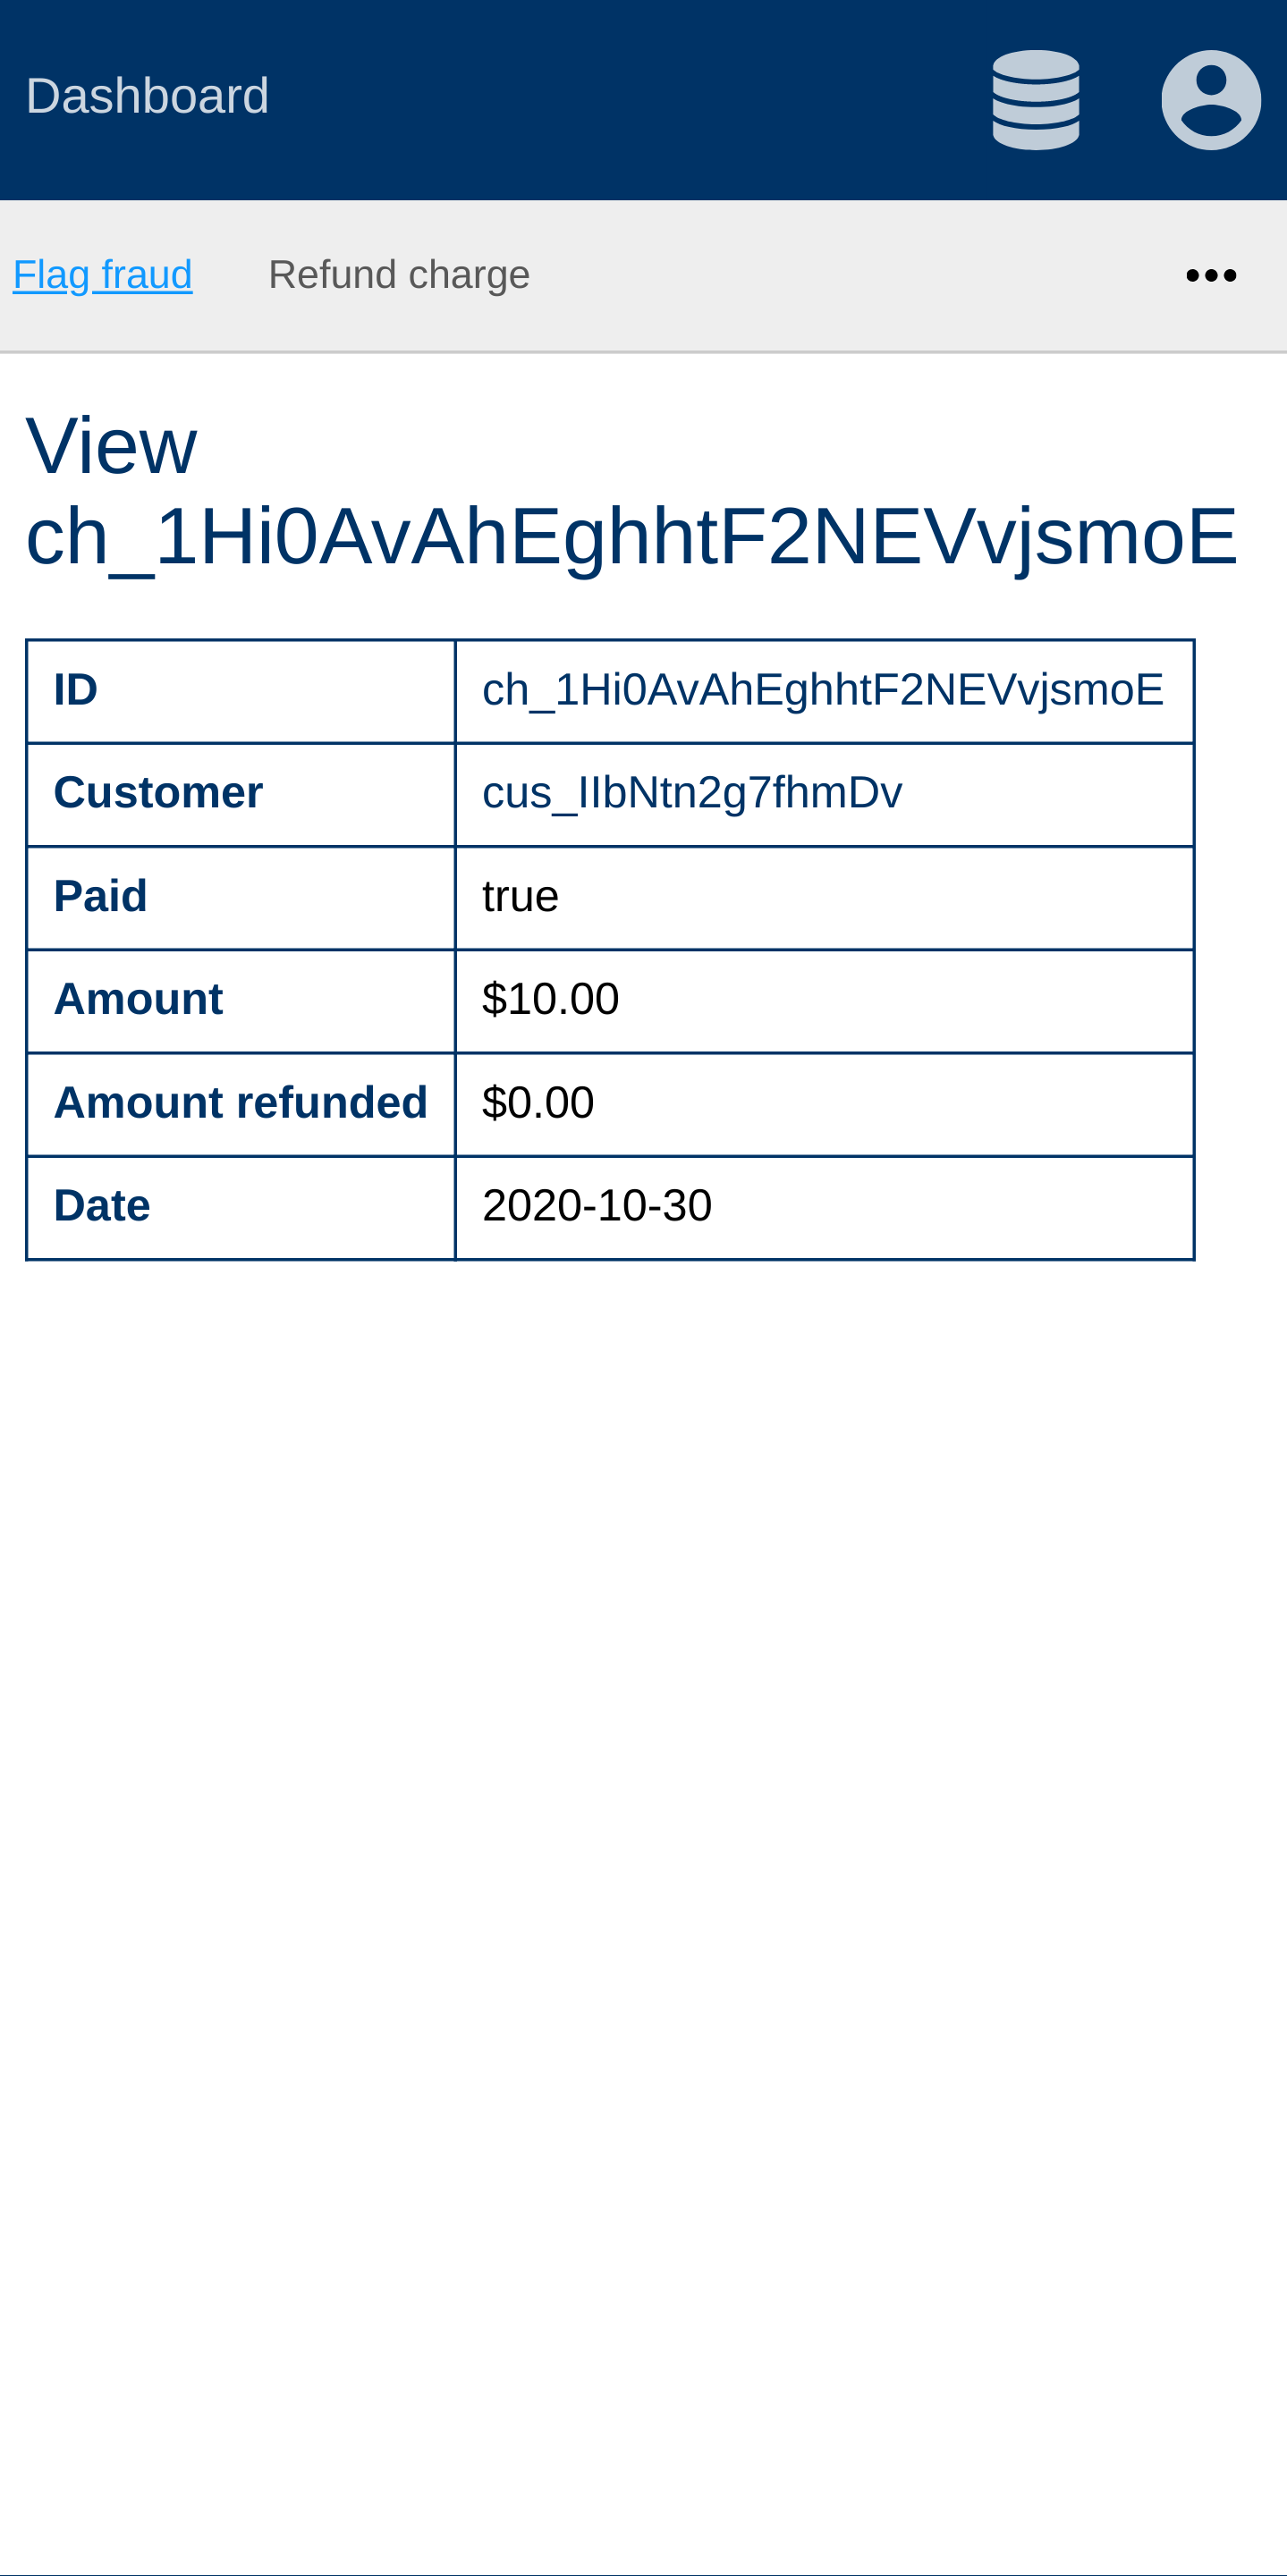 Dashboard
Flag fraud Refund charge
View
ch_1Hi0AvAhEghhtF2NEVvjsmoE
ID ch_1Hi0AvAhEghhtF2NEVvjsmoE
Customer cus_IIbNtn2g7fhmDv
Paid true
Amount $10.00
Amount refunded $0.00
Date 2020-10-30